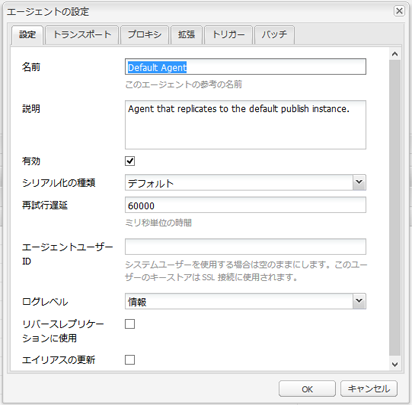 エージェントの設定
設定 トランスポート プロキシ 拡張 トリガー バッチ
名前 Default Agent
このエージェントの参考の名前
説明 Agent that replicates to the default publish instance.
有効
シリアル化の種類 デフォルト
再試行遅延 60000
ミリ秒単位の時間
エージェントユーザー
ID
システムユーザーを使用する場合は空のままにします。このユー
ザーのキーストアは SSL 接続に使用されます。
ログレベル 情報
リバースレプリケー
ションに使用
エイリアスの更新
OK キャンセル